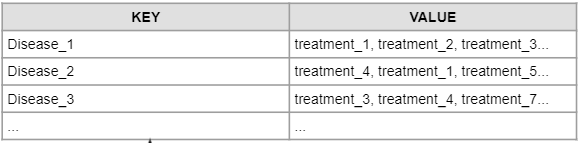 KEY VALUE
Disease_1 treatment_1, treatment_2, treatment_3...
Disease_2 treatment_4, treatment_1, treatment_5...
Disease_3 treatment_3, treatment_4, treatment_7...
... ...